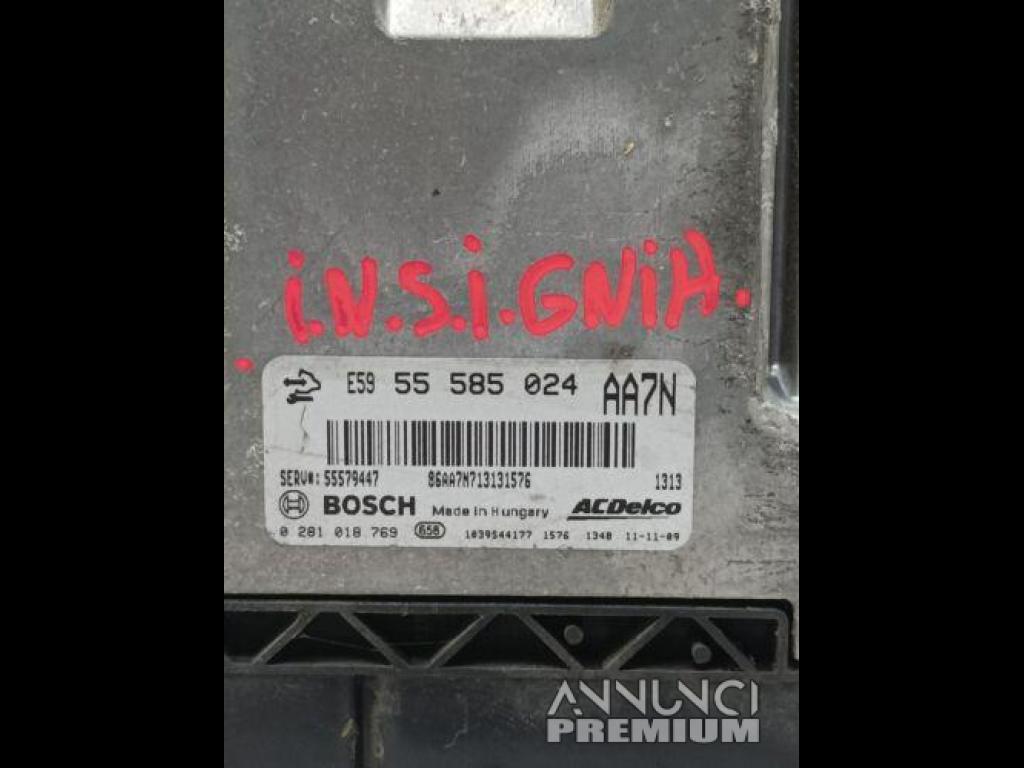 i.N.S.i.GNiA.
E59 55 585 024 AA7N
SERV#: 55579447 86AA7N713131576 1313
BOSCH Made in Hungary ACDelco
0 281 018 769 658 1039S44177 1576 1348 11-11-09
ANNUNCI
PREMIUM